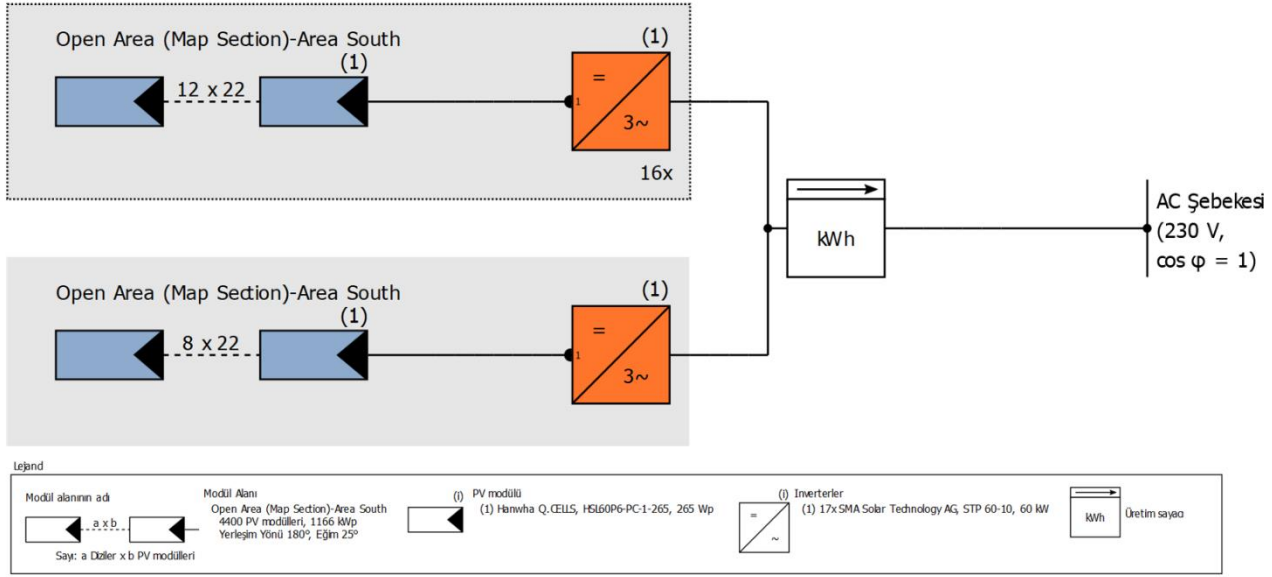 Open Area (Map Section)-Area South
(1)
(1)
12 x 22
=
1
3~
16x
kWh
AC Şebekesi
(230 V,
cos φ = 1)
Open Area (Map Section)-Area South
(1)
(1)
8 x 22
=
1
3~
Lejand
Modül alanının adı
a x b
Sayı: a Diziler x b PV modülleri
Modül Alanı
Open Area (Map Section)-Area South
4400 PV modülleri, 1166 kWp
Yerleşim Yönü 180°, Eğim 25°
(i) PV modülü
(1) Hanwha Q.CELLS, HSL60P6-PC-1-265, 265 Wp
(i) Inverterler
=
~
(1) 17x SMA Solar Technology AG, STP 60-10, 60 kW
kWh
Üretim sayacı